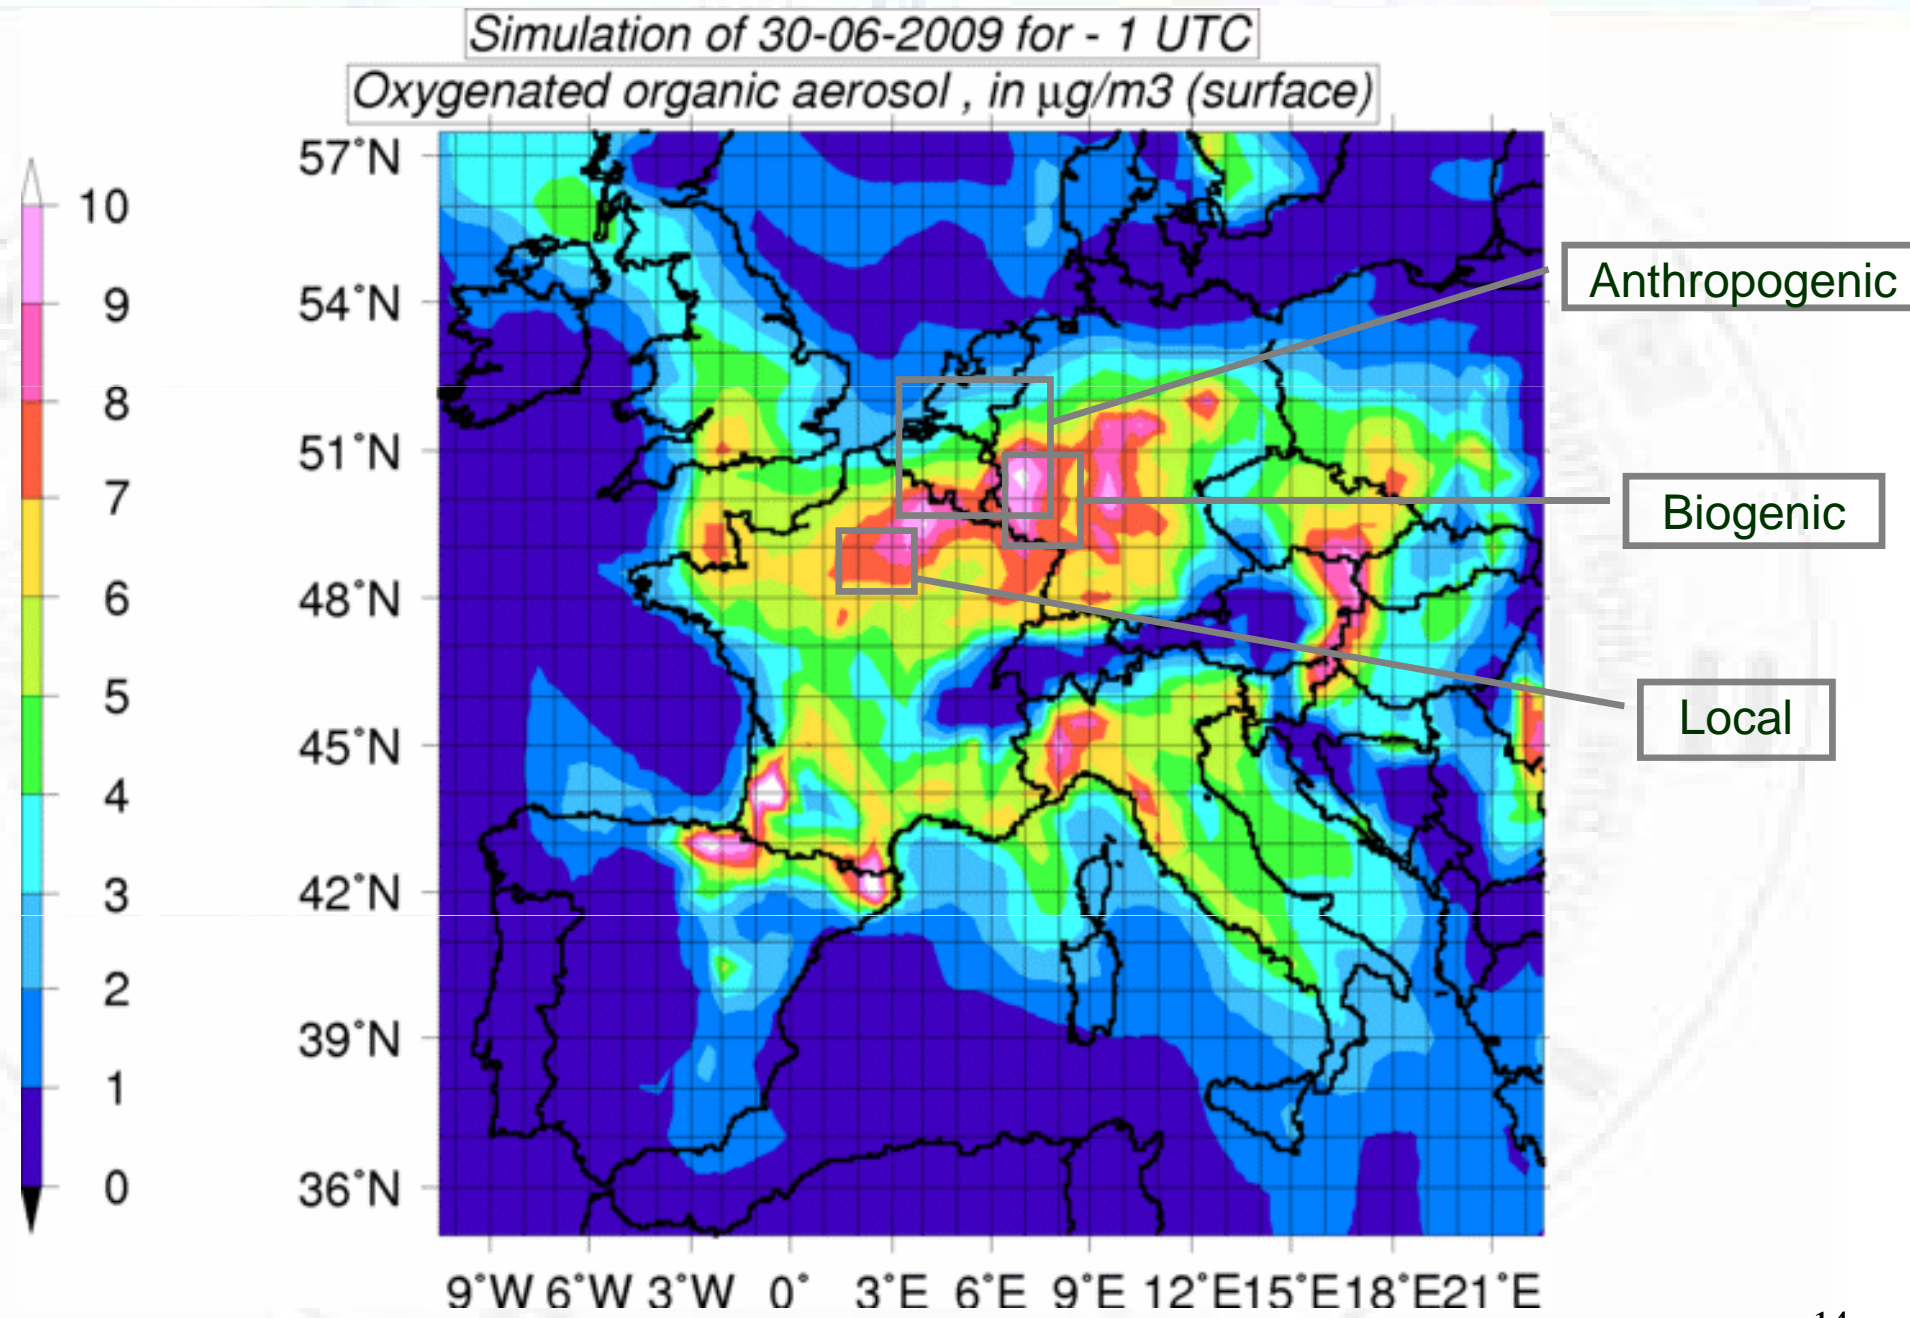 Simulation of 30-06-2009 for - 1 UTC
Oxygenated organic aerosol , in µg/m3 (surface)
10
9
8
7
6
5
4
3
2
1
0
57°N
54°N
51°N
48°N
45°N
42°N
39°N
36°N
9°W 6°W 3°W 0° 3°E 6°E 9°E 12°E 15°E 18°E 21°E
Anthropogenic
Biogenic
Local
14